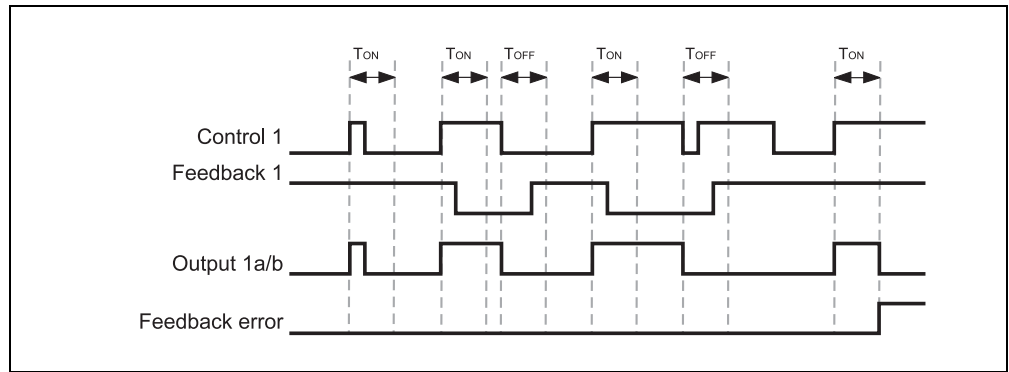 TON TON TOFF TON TOFF TON
Control 1
Feedback 1
Output 1a/b
Feedback error